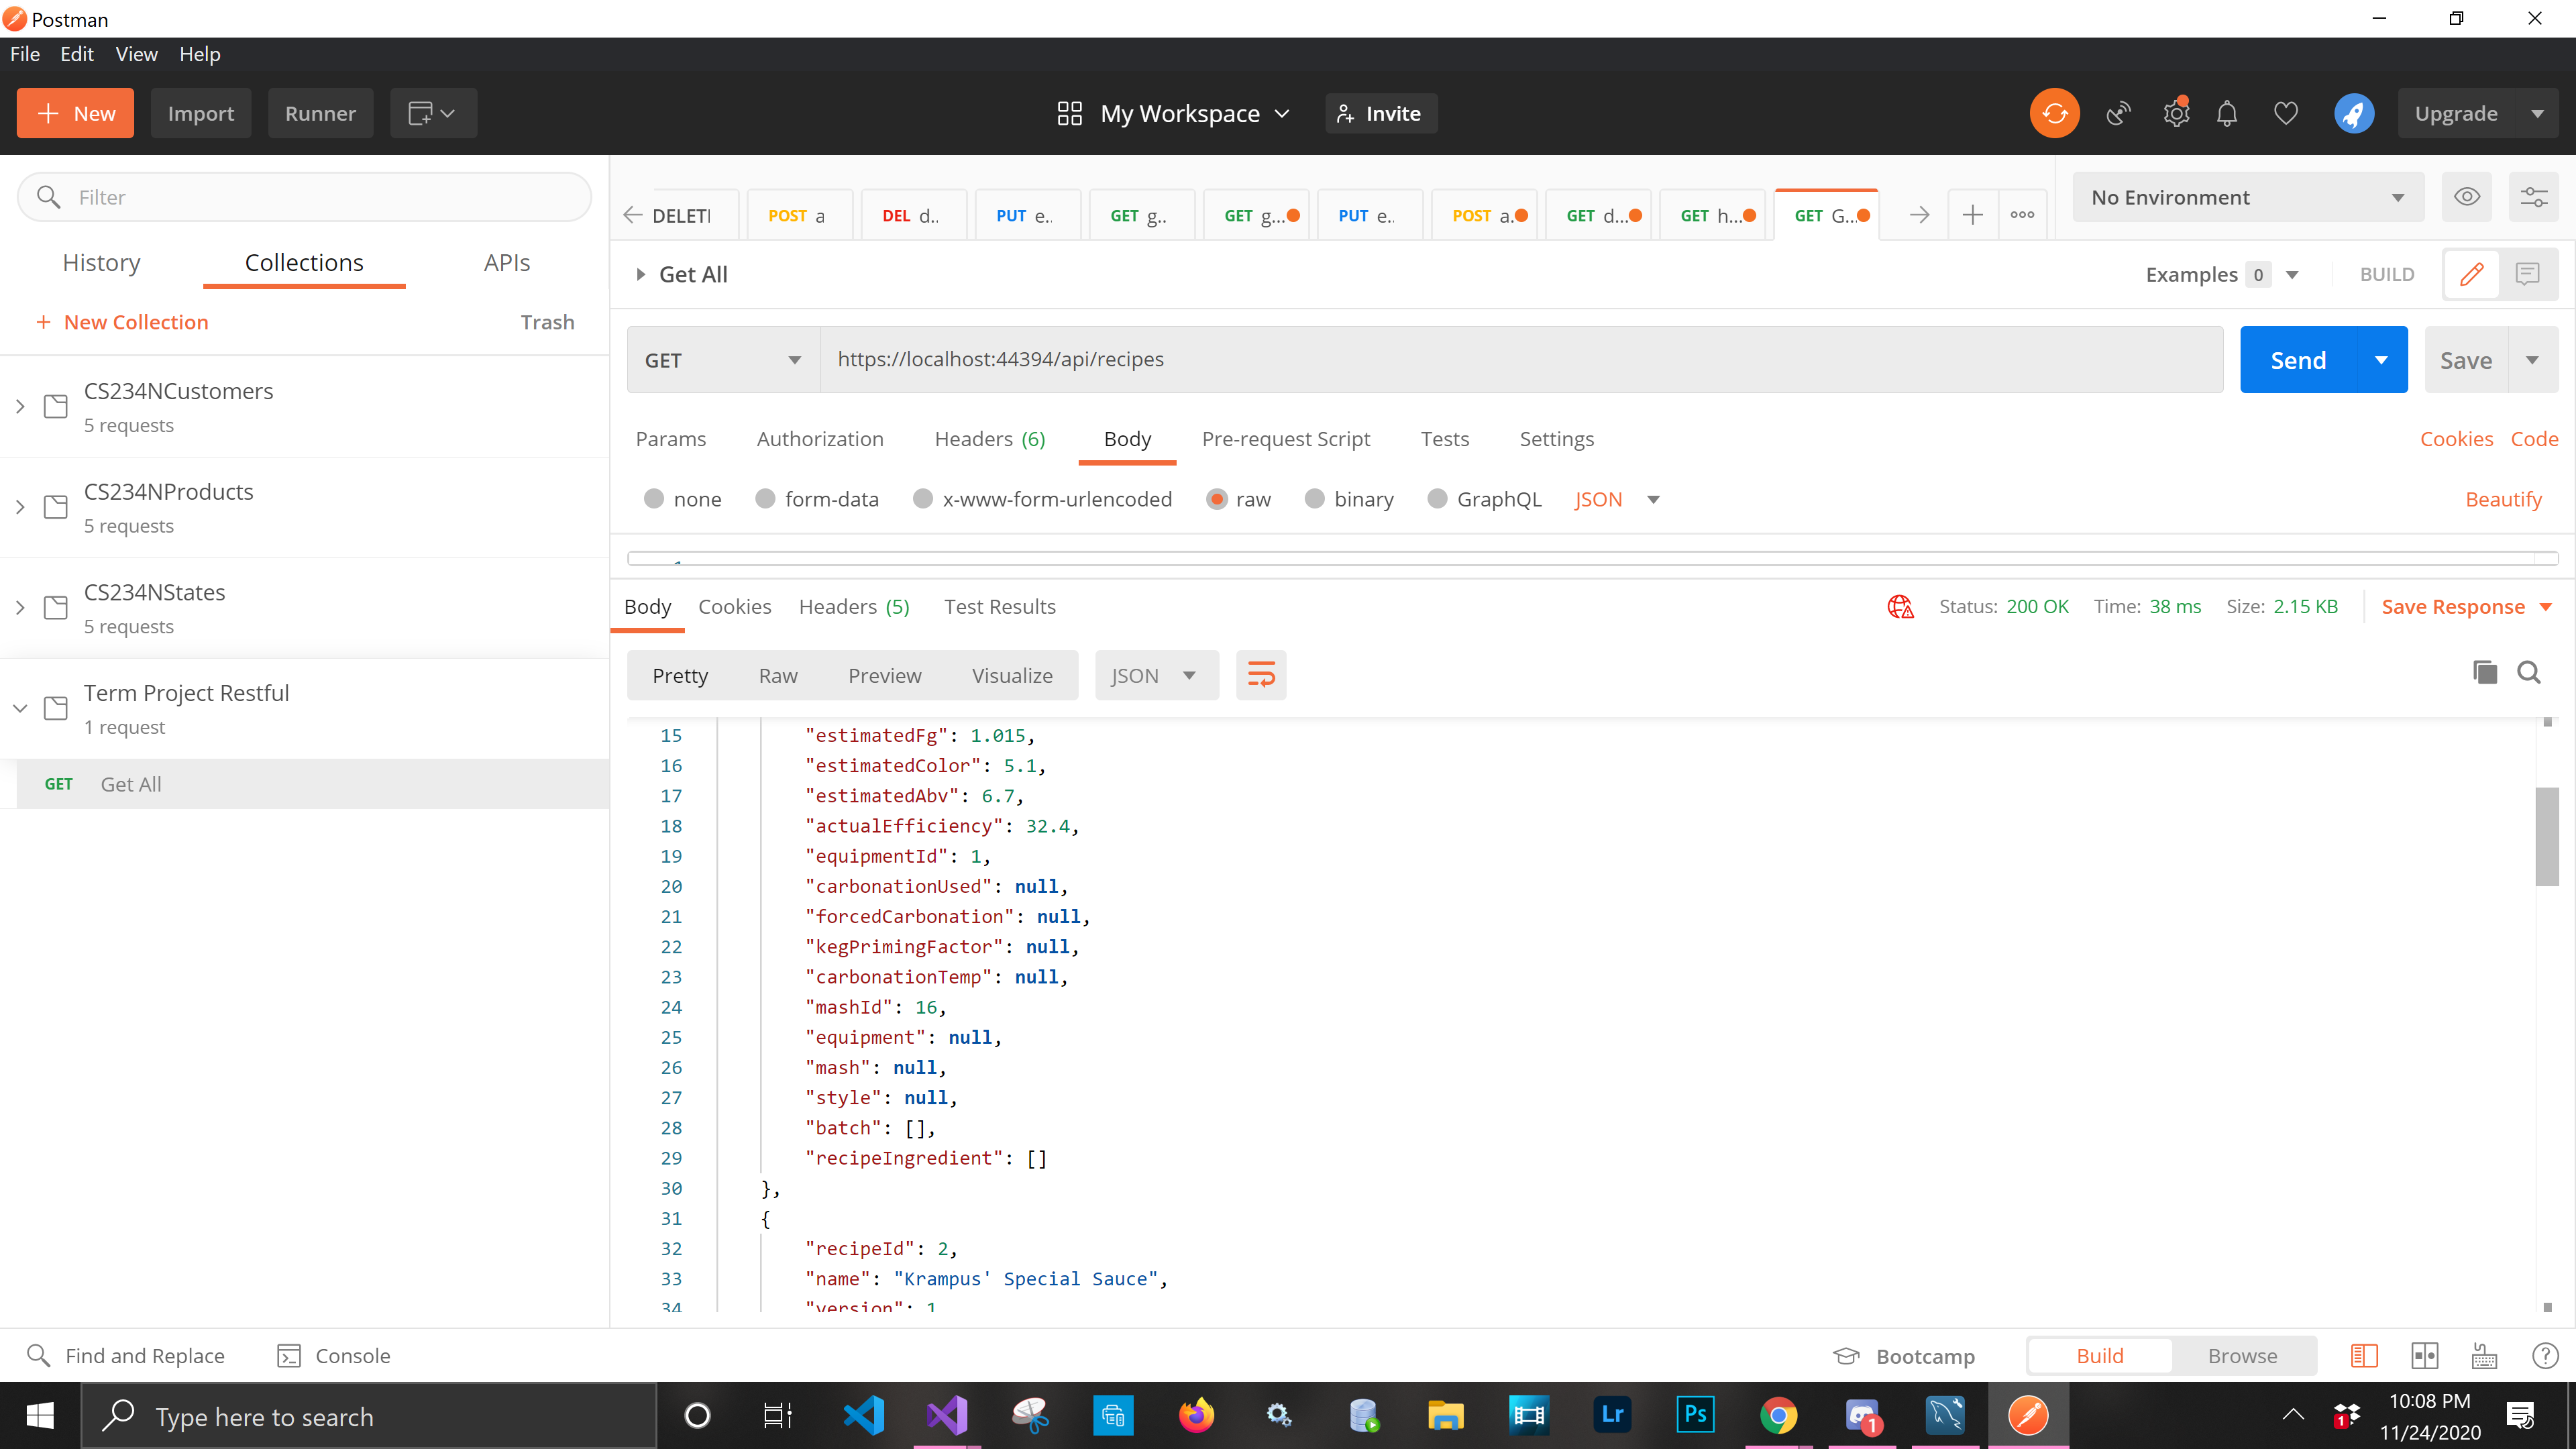 Postman
File Edit View Help
New Import Runner My Workspace Invite Upgrade
Filter
History Collections APIs
New Collection Trash
CS234NCustomers
5 requests
CS234NProducts
5 requests
CS234NStates
5 requests
Term Project Restful
1 request
GET Get All
POST a DEL d.. PUT e. GET g.. GET g... PUT e. POST a. GET d... GET h... GET G... ooo
No Environment
Get All
Examples 0 BUILD
GET https://localhost:44394/api/recipes Send Save
Params Authorization Headers (6) Body Pre-request Script Tests Settings Cookies Code
none form-data x-www-form-urlencoded raw binary GraphQL JSON Beautify
Body Cookies Headers (5) Test Results Status: 200 OK Time: 38 ms Size: 2.15 KB Save Response
Pretty Raw Preview Visualize JSON
15 "estimatedFg": 1.015,
16 "estimatedColor": 5.1,
17 "estimatedAbv": 6.7,
18 "actualEfficiency": 32.4,
19 "equipmentId": 1,
20 "carbonationUsed": null,
21 "forcedCarbonation": null,
22 "kegPrimingFactor": null,
23 "carbonationTemp": null,
24 "mashId": 16,
25 "equipment": null,
26 "mash": null,
27 "style": null,
28 "batch": [],
29 "recipeIngredient": []
30 },
31 {
32 "recipeId": 2,
33 "name": "Krampus' Special Sauce",
34 "version": 1
Find and Replace Console Bootcamp Build Browse
Type here to search
Lr Ps 1 1
10:08 PM
11/24/2020